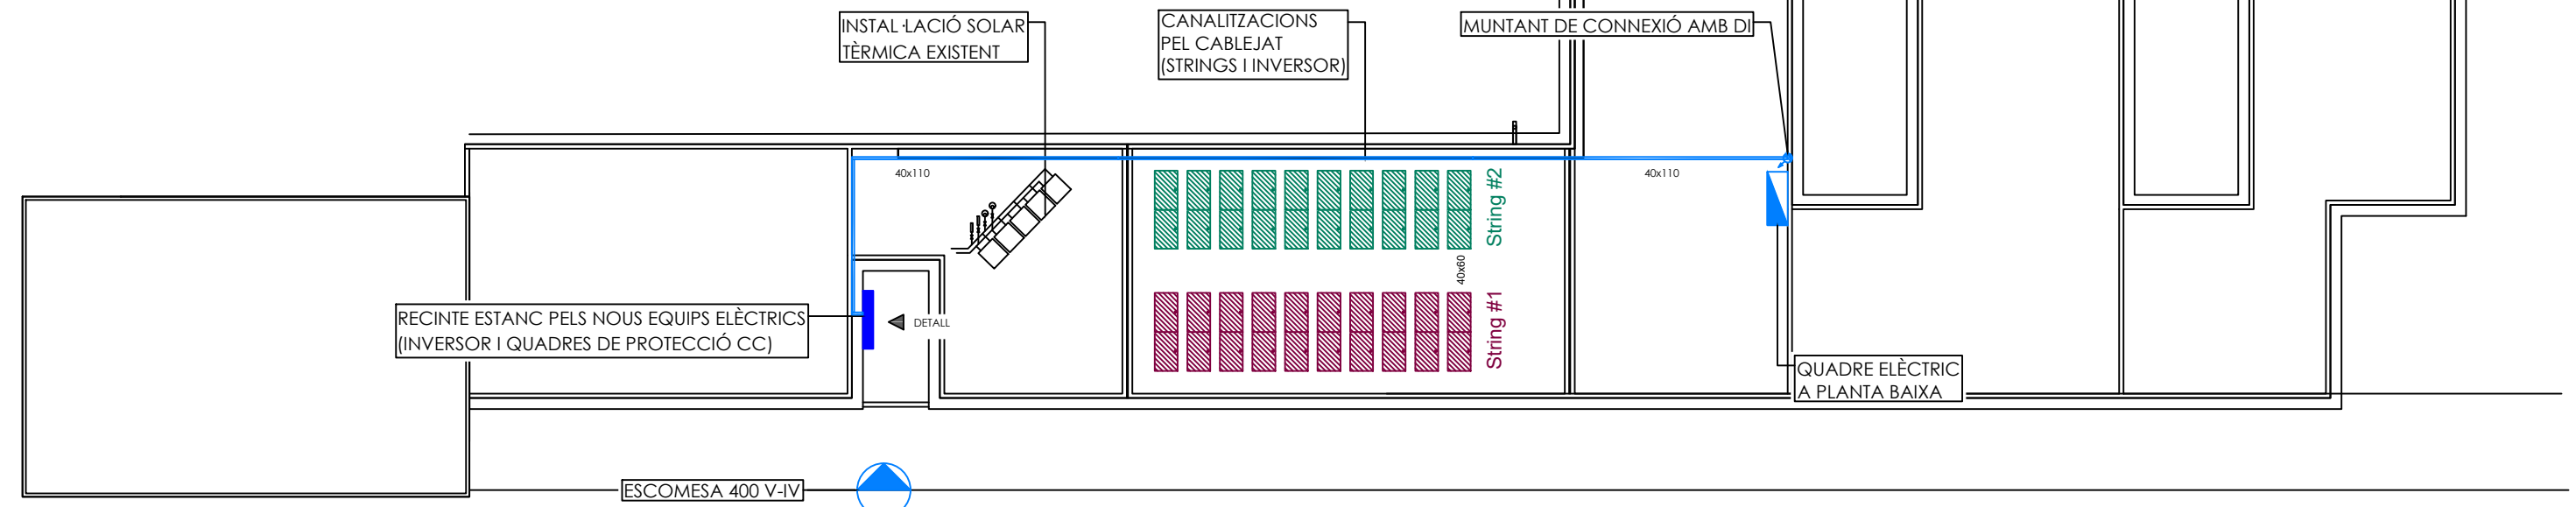 INSTAL·LACIÓ SOLAR
TÈRMICA EXISTENT
CANALITZACIONS
PEL CABLEJAT
(STRINGS I INVERSOR)
MUNTANT DE CONNEXIÓ AMB DI
40x110
40x110
String #2
40x60
String #1
RECINTE ESTANC PELS NOUS EQUIPS ELÈCTRICS
(INVERSOR I QUADRES DE PROTECCIÓ CC)
DETALL
QUADRE ELÈCTRIC
A PLANTA BAIXA
ESCOMESA 400 V-IV